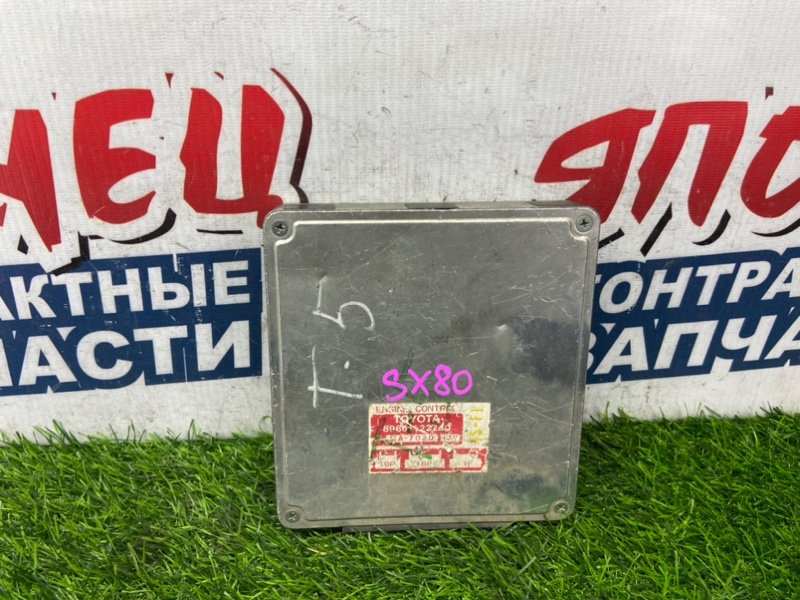 НЕЦ
ЯПО
АКТНЫЕ
АСТИ
КОНТРА
ЗАПЧА
T.5
SX80
ENGINE CONTROL
TOYOTA